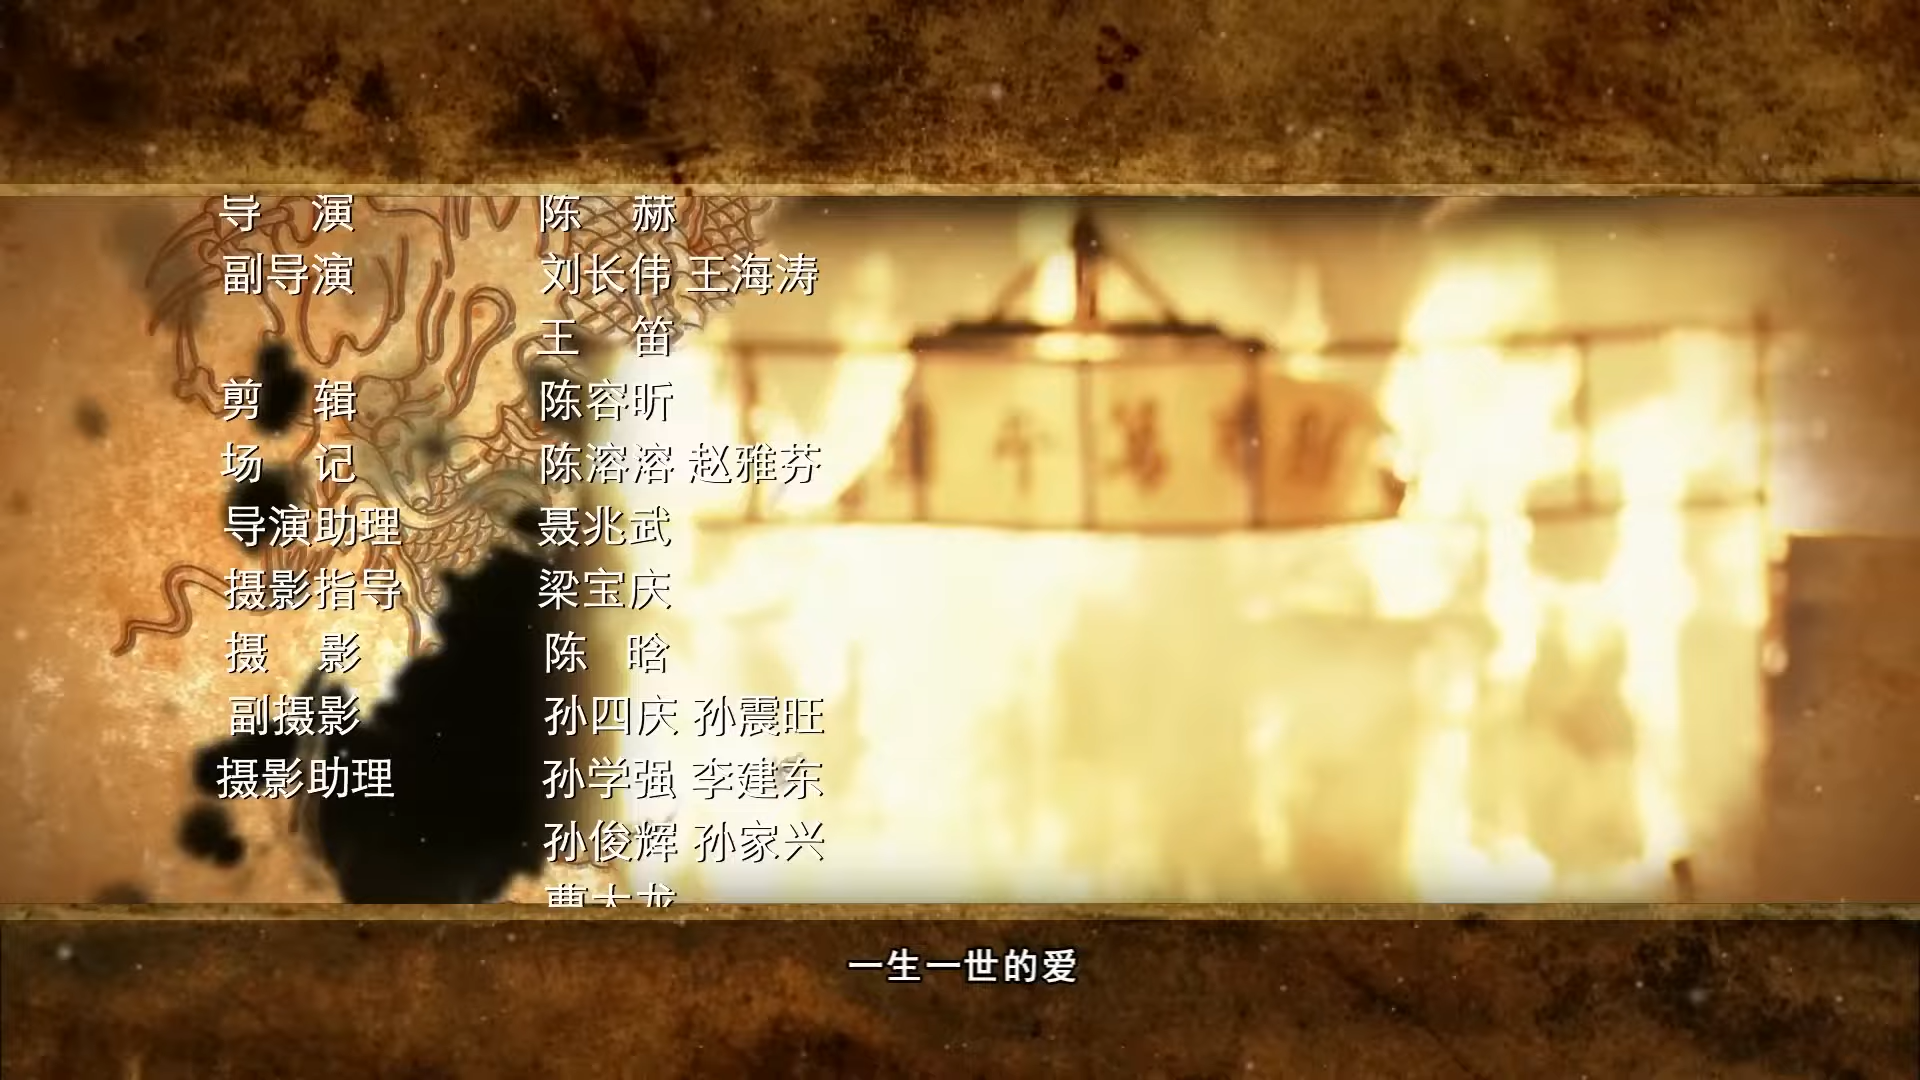 导 演 陈 赫
副导演 刘长伟 王海涛
王 笛
剪 辑 陈容昕
场 记 陈溶溶 赵雅芬
导演助理 聂兆武
摄影指导 梁宝庆
摄 影 陈 晗
副摄影 孙四庆 孙震旺
摄影助理 孙学强 李建东
孙俊辉 孙家兴
曹大龙
一生一世的爱